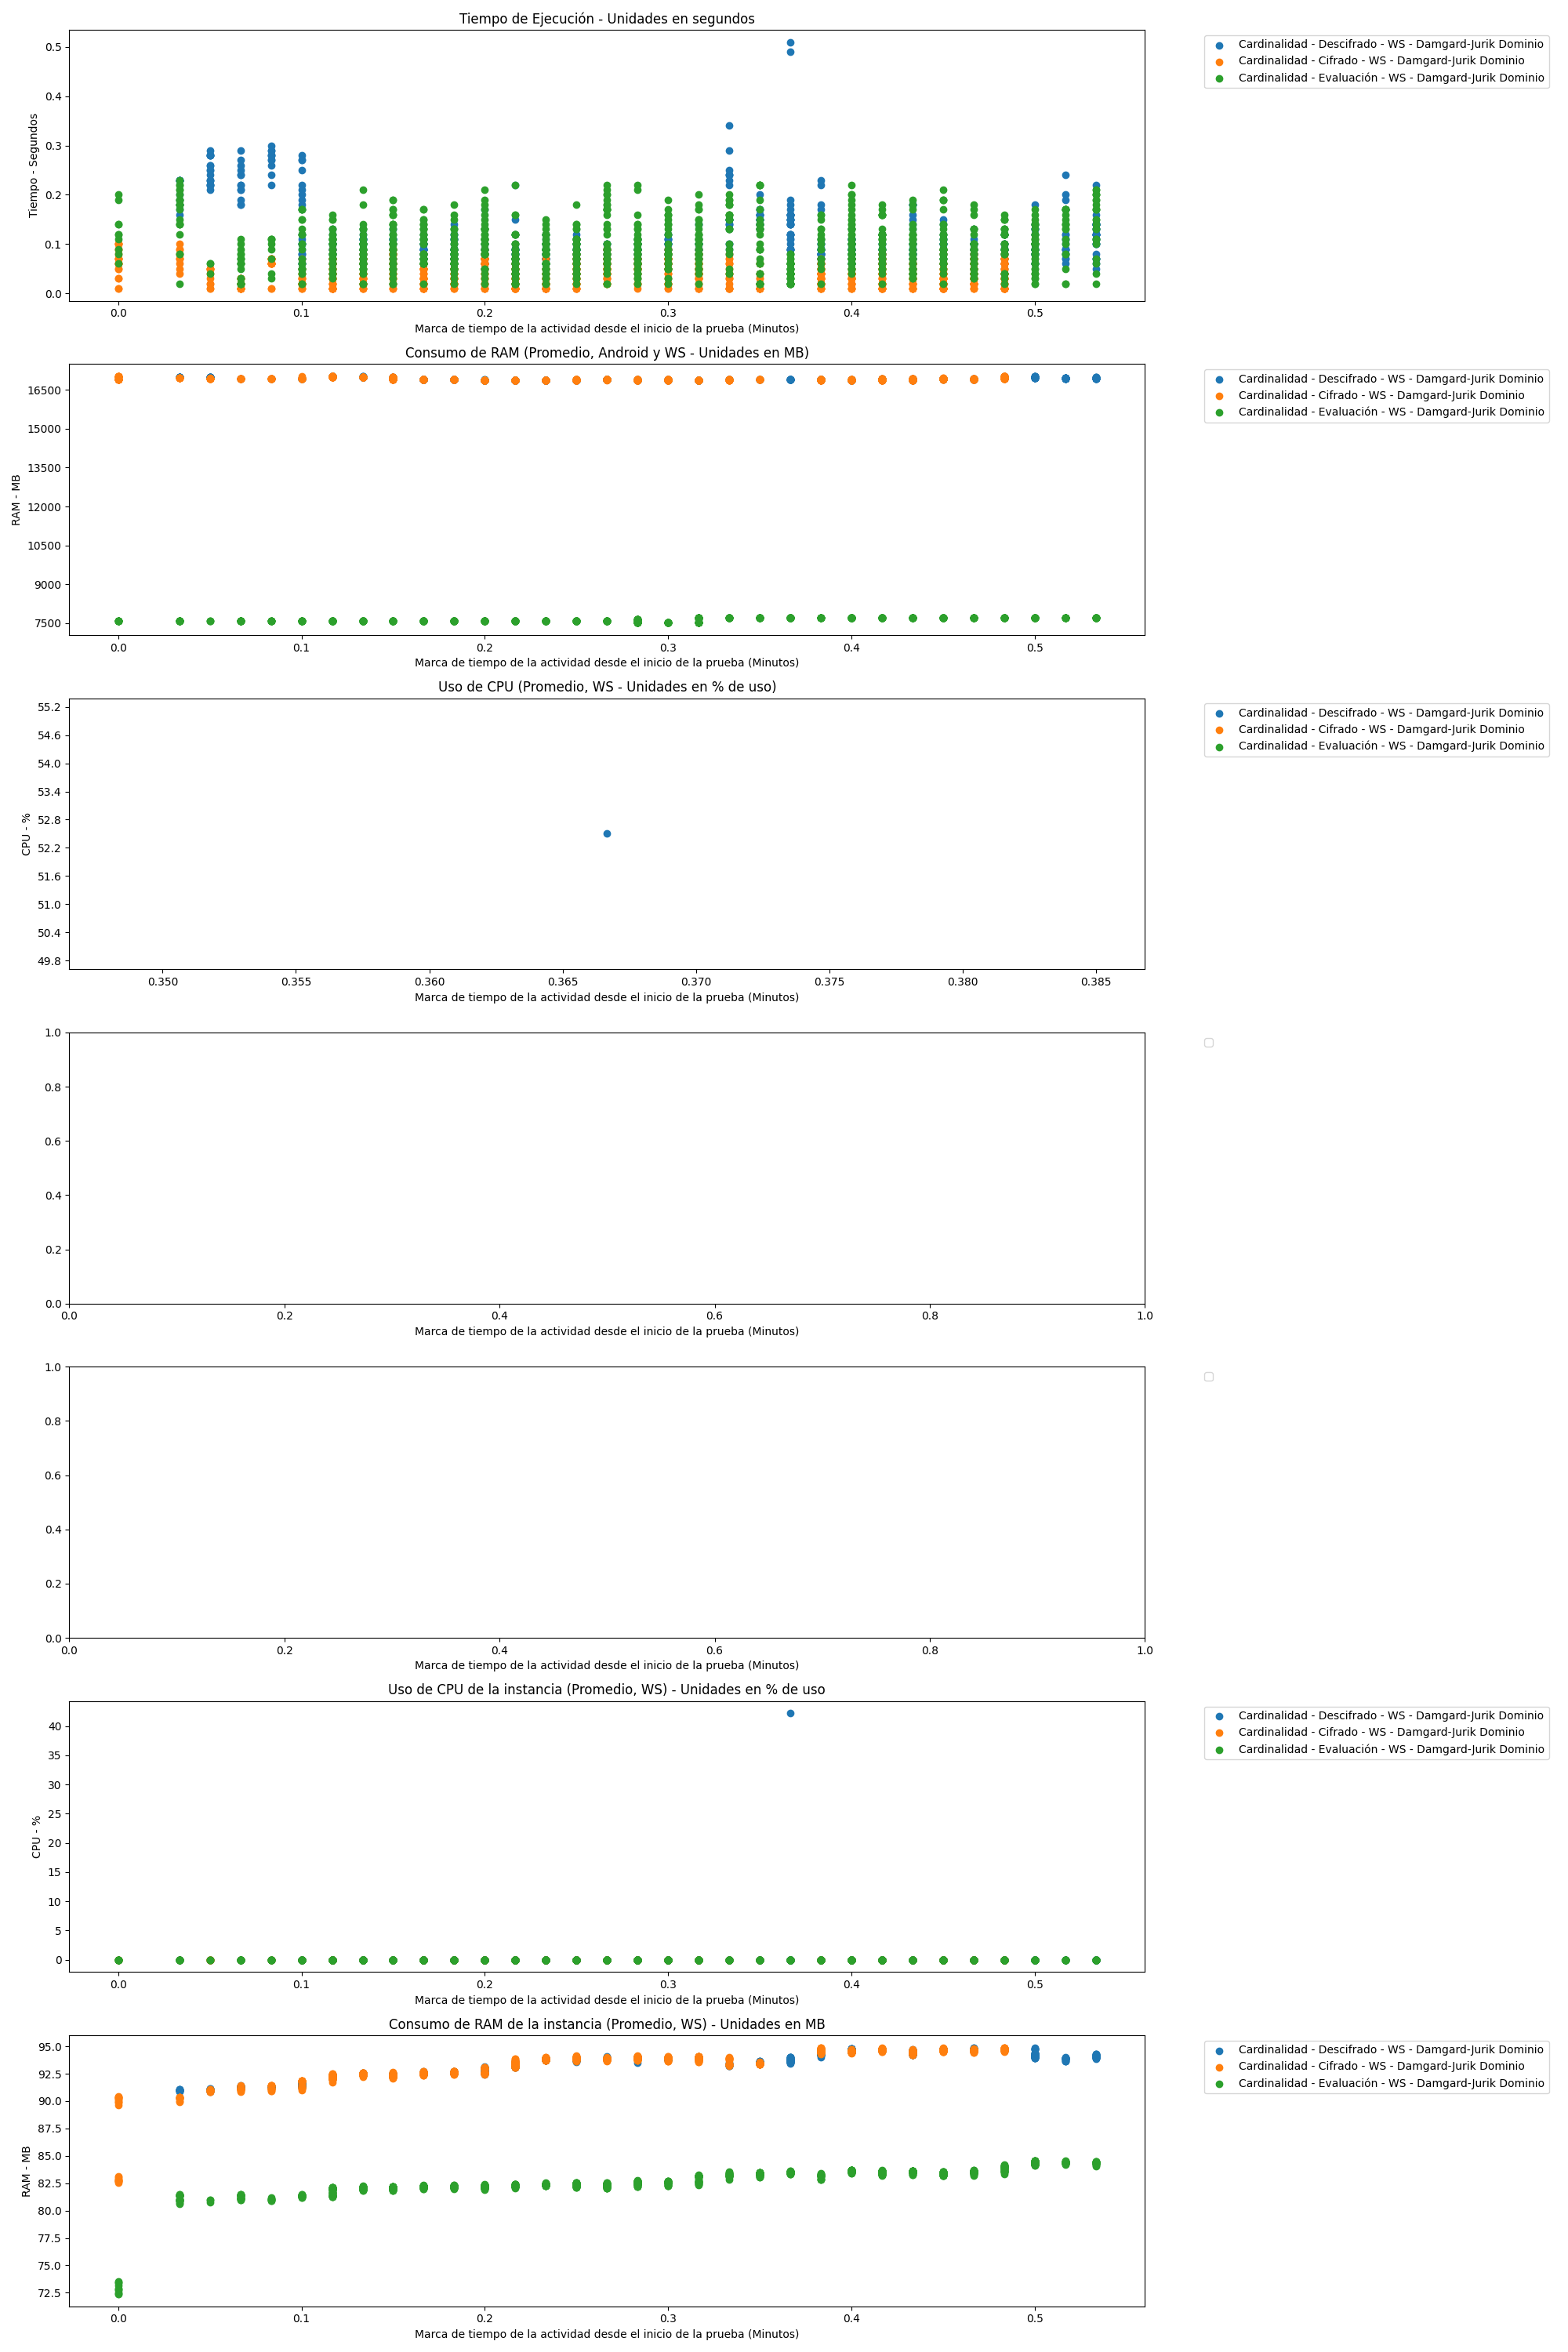 Tiempo de Ejecución - Unidades en segundos
0.5
0.4
0.3
0.2
0.1
0.0
Tiempo - Segundos
0.0 0.1 0.2 0.3 0.4 0.5
Marca de tiempo de la actividad desde el inicio de la prueba (Minutos)
Cardinalidad - Descifrado - WS - Damgard-Jurik Dominio
Cardinalidad - Cifrado - WS - Damgard-Jurik Dominio
Cardinalidad - Evaluación - WS - Damgard-Jurik Dominio
Consumo de RAM (Promedio, Android y WS - Unidades en MB)
16500
15000
13500
12000
10500
9000
7500
RAM - MB
0.0 0.1 0.2 0.3 0.4 0.5
Marca de tiempo de la actividad desde el inicio de la prueba (Minutos)
Cardinalidad - Descifrado - WS - Damgard-Jurik Dominio
Cardinalidad - Cifrado - WS - Damgard-Jurik Dominio
Cardinalidad - Evaluación - WS - Damgard-Jurik Dominio
Uso de CPU (Promedio, WS - Unidades en % de uso)
55.2
54.6
54.0
53.4
52.8
52.2
51.6
51.0
50.4
49.8
CPU - %
0.350 0.355 0.360 0.365 0.370 0.375 0.380 0.385
Marca de tiempo de la actividad desde el inicio de la prueba (Minutos)
Cardinalidad - Descifrado - WS - Damgard-Jurik Dominio
Cardinalidad - Cifrado - WS - Damgard-Jurik Dominio
Cardinalidad - Evaluación - WS - Damgard-Jurik Dominio
1.0
0.8
0.6
0.4
0.2
0.0
0.0 0.2 0.4 0.6 0.8 1.0
Marca de tiempo de la actividad desde el inicio de la prueba (Minutos)
1.0
0.8
0.6
0.4
0.2
0.0
0.0 0.2 0.4 0.6 0.8 1.0
Marca de tiempo de la actividad desde el inicio de la prueba (Minutos)
Uso de CPU de la instancia (Promedio, WS) - Unidades en % de uso
40
35
30
25
20
15
10
5
0
CPU - %
0.0 0.1 0.2 0.3 0.4 0.5
Marca de tiempo de la actividad desde el inicio de la prueba (Minutos)
Cardinalidad - Descifrado - WS - Damgard-Jurik Dominio
Cardinalidad - Cifrado - WS - Damgard-Jurik Dominio
Cardinalidad - Evaluación - WS - Damgard-Jurik Dominio
Consumo de RAM de la instancia (Promedio, WS) - Unidades en MB
95.0
92.5
90.0
87.5
85.0
82.5
80.0
77.5
75.0
72.5
RAM - MB
0.0 0.1 0.2 0.3 0.4 0.5
Marca de tiempo de la actividad desde el inicio de la prueba (Minutos)
Cardinalidad - Descifrado - WS - Damgard-Jurik Dominio
Cardinalidad - Cifrado - WS - Damgard-Jurik Dominio
Cardinalidad - Evaluación - WS - Damgard-Jurik Dominio